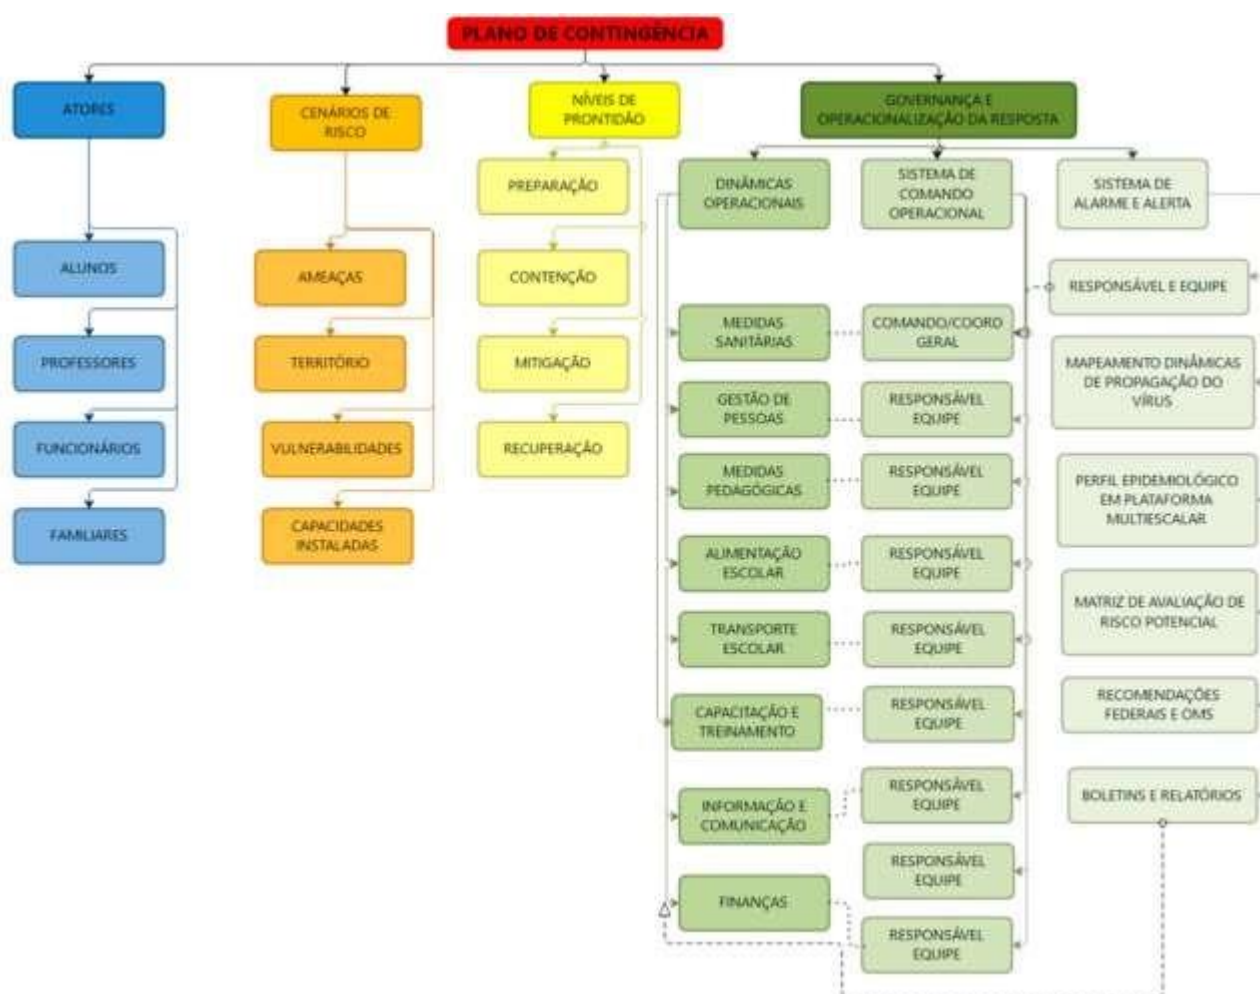 PLANO DE CONTINGÊNCIA
ATORES
ALUNOS
PROFESSORES
FUNCIONÁRIOS
FAMILIARES
CENÁRIOS DE
RISCO
AMEAÇAS
TERRITÓRIO
VULNERABILIDADES
CAPACIDADES
INSTALADAS
NÍVEIS DE
PRONTIDÃO
PREPARAÇÃO
CONTENÇÃO
MITIGAÇÃO
RECUPERAÇÃO
GOVERNANÇA E
OPERACIONALIZAÇÃO DA RESPOSTA
DINÂMICAS
OPERACIONAIS
MEDIDAS
SANITÁRIAS
GESTÃO DE
PESSOAS
MEDIDAS
PEDAGÓGICAS
ALIMENTAÇÃO
ESCOLAR
TRANSPORTE
ESCOLAR
CAPACITAÇÃO E
TREINAMENTO
INFORMAÇÃO E
COMUNICAÇÃO
FINANÇAS
SISTEMA DE
COMANDO
OPERACIONAL
COMANDO/COORD
GERAL
RESPONSÁVEL
EQUIPE
RESPONSÁVEL
EQUIPE
RESPONSÁVEL
EQUIPE
RESPONSÁVEL
EQUIPE
RESPONSÁVEL
EQUIPE
RESPONSÁVEL
EQUIPE
RESPONSÁVEL
EQUIPE
RESPONSÁVEL
EQUIPE
SISTEMA DE
ALARME E ALERTA
RESPONSÁVEL E EQUIPE
MAPEAMENTO DINÂMICAS
DE PROPAGAÇÃO DO
VÍRUS
PERFIL EPIDEMIOLÓGICO
EM PLATAFORMA
MULTIESCALAR
MATRIZ DE AVALIAÇÃO DE
RISCO POTENCIAL
RECOMENDAÇÕES
FEDERAIS E OMS
BOLETINS E RELATÓRIOS